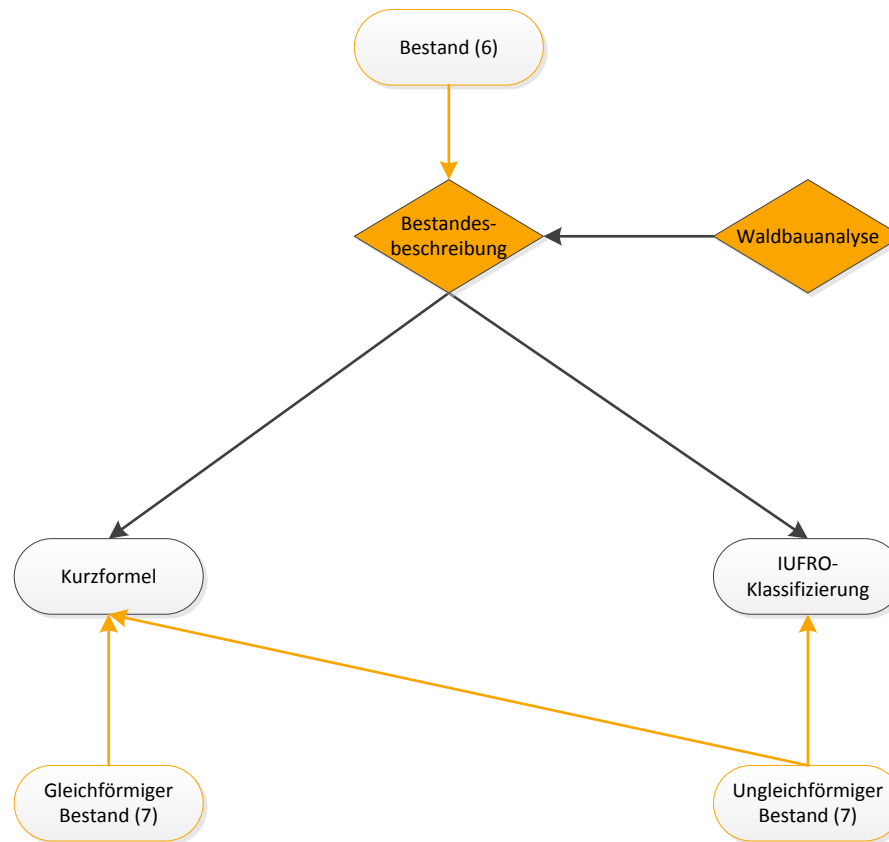 Bestand (6)
Bestandes-
beschreibung
Waldbauanalyse
Kurzformel
IUFRO-
Klassifizierung
Gleichförmiger
Bestand (7)
Ungleichförmiger
Bestand (7)